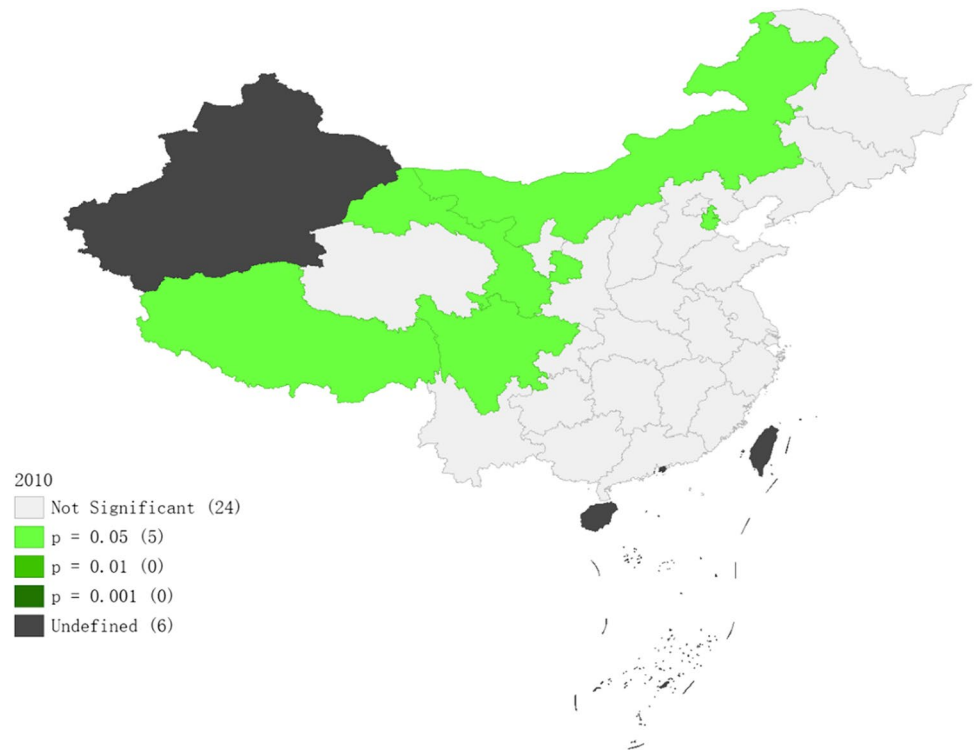 2010
Not Significant (24)
p = 0.05 (5)
p = 0.01 (0)
p = 0.001 (0)
Undefined (6)